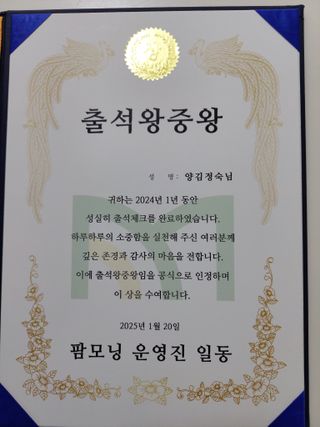 출석왕중왕
성 명: 양김정숙님
귀하는 2024년 1년 동안
성실히 출석체크를 완료하였습니다.
하루하루의 소중함을 실천해 주신 여러분께
깊은 존경과 감사의 마음을 전합니다.
이에 출석왕중왕임을 공식으로 인정하며
이 상을 수여합니다.
2025년 1월 20일
팜모닝 운영진 일동